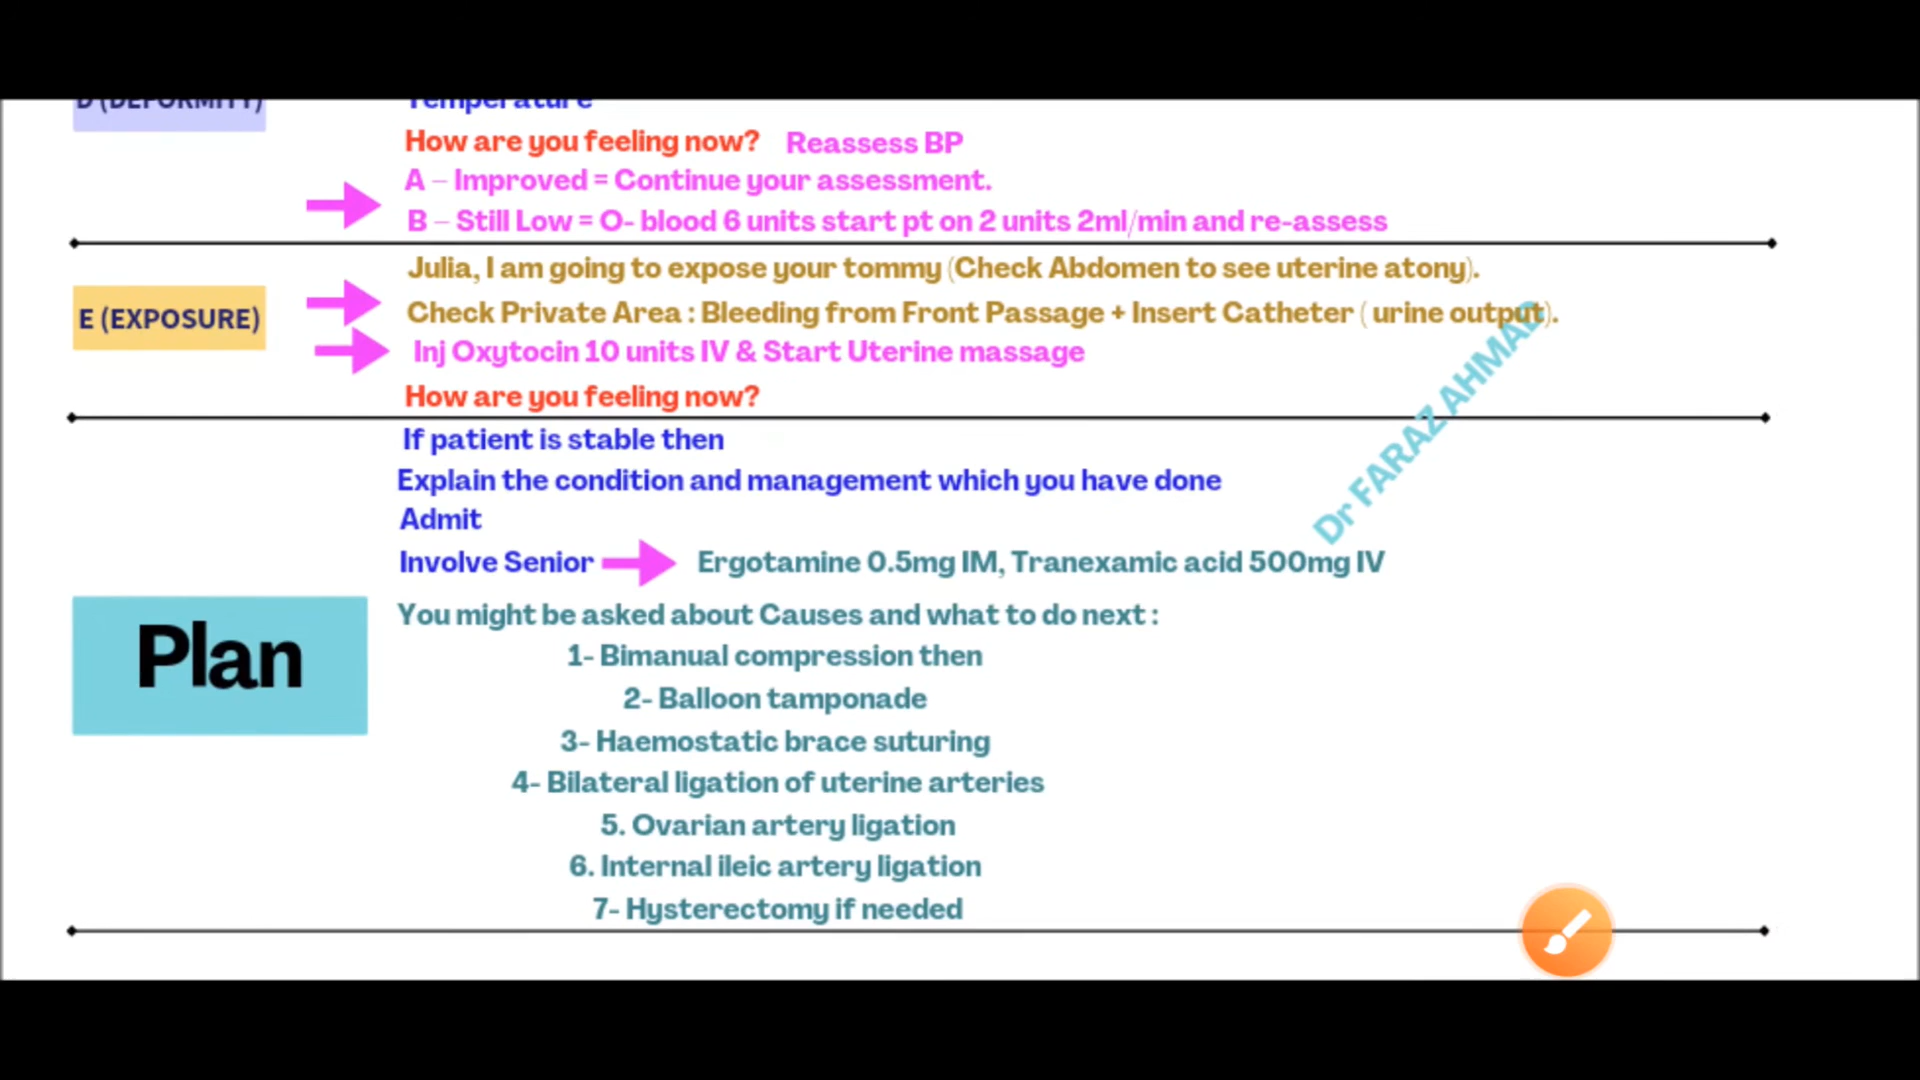 D (DEFORMITY)
Temperature
How are you feeling now? Reassess BP
A – Improved = Continue your assessment.
B – Still Low = O- blood 6 units start pt on 2 units 2ml/min and re-assess
Julia, I am going to expose your tommy (Check Abdomen to see uterine atony).
E (EXPOSURE)
Check Private Area : Bleeding from Front Passage + Insert Catheter ( urine output).
Inj Oxytocin 10 units IV & Start Uterine massage
How are you feeling now?
Dr FARAZ AHMAD
If patient is stable then
Explain the condition and management which you have done
Admit
Involve Senior Ergotamine 0.5mg IM, Tranexamic acid 500mg IV
Plan
You might be asked about Causes and what to do next :
1- Bimanual compression then
2- Balloon tamponade
3- Haemostatic brace suturing
4- Bilateral ligation of uterine arteries
5. Ovarian artery ligation
6. Internal ileic artery ligation
7- Hysterectomy if needed